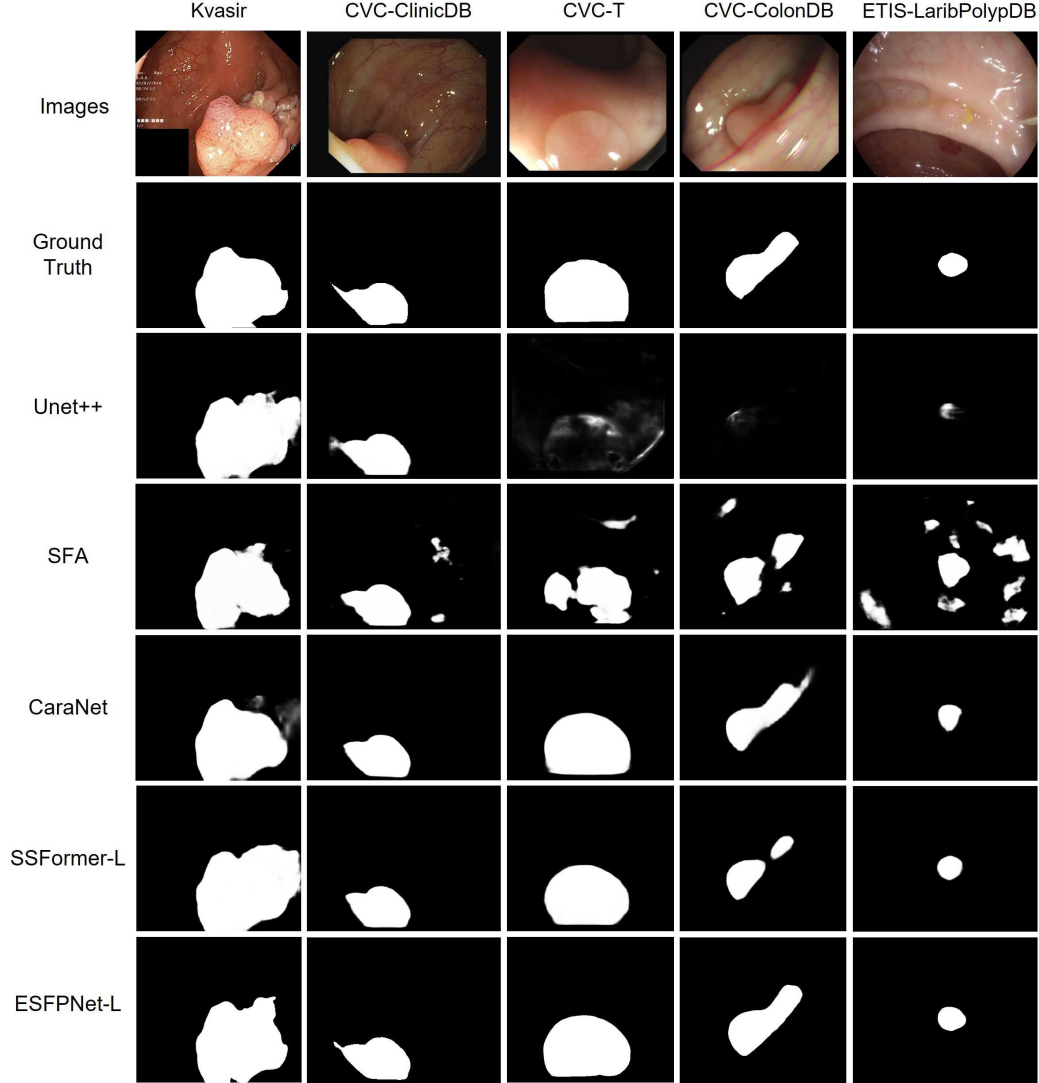 Kvasir CVC-ClinicDB CVC-T CVC-ColonDB ETIS-LaribPolypDB
Images
Ground
Truth
Unet++
SFA
CaraNet
SSFormer-L
ESFPNet-L